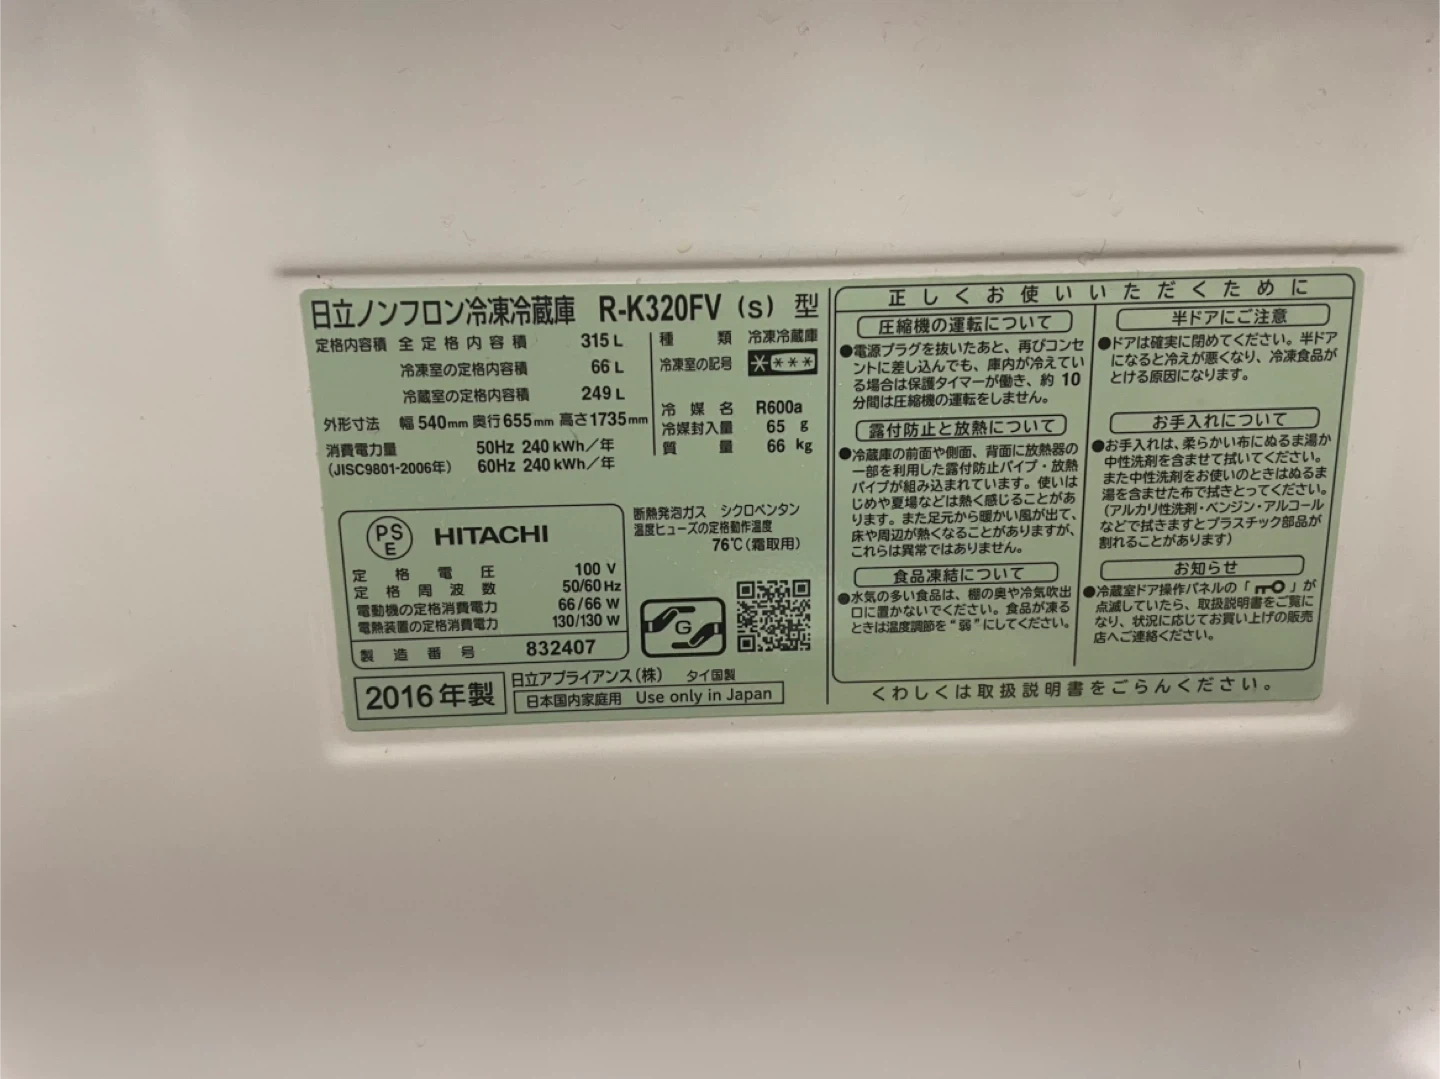 日立ノンフロン冷凍冷蔵庫 R-K320FV (S) 型
定格内容積 全定格内容積 315 L
冷凍室の定格内容積 66 L
冷蔵室の定格内容積 249 L
外形寸法 幅 540mm 奥行 655mm 高さ 1735mm
消費電力量 50Hz 240 kWh/年
(JISC9801-2006年) 60Hz 240 kWh/年
種類 冷凍冷蔵庫
冷凍室の記号 ****
冷媒名 R600a
冷媒封入量 65 g
質量 66 kg
PS
E
HITACHI
定格電圧 100 V
定格周波数 50/60 Hz
電動機の定格消費電力 66/66 W
電熱装置の定格消費電力 130/130 W
製造番号 832407
断熱発泡ガス シクロペンタン
温度ヒューズの定格動作温度
76℃(霜取用)
G
2016年製
日立アプライアンス(株) タイ国製
日本国内家庭用 Use only in Japan
正しくお使いいただくために
圧縮機の運転について
●電源プラグを抜いたあと、再びコンセ
ントに差し込んでも、庫内が冷えてい
る場合は保護タイマーが働き、約10
分間は圧縮機の運転をしません。
露付防止と放熱について
●冷蔵庫の前面や側面、背面に放熱器の
一部を利用した露付防止パイプ・放熱
パイプが組み込まれています。使いは
じめや夏場などは熱く感じることがあ
ります。また足元から暖かい風が出て、
床や周辺が熱くなることがありますが、
これらは異常ではありません。
食品凍結について
●水気の多い食品は、棚の奥や冷気吹出
口に置かないでください。食品が凍る
ときは温度調節を"弱"にしてください。
半ドアにご注意
●ドアは確実に閉めてください。半ドア
になると冷えが悪くなり、冷凍食品が
とける原因になります。
お手入れについて
●お手入れは、柔らかい布にぬるま湯か
中性洗剤を含ませて拭いてください。
また中性洗剤をお使いのときはぬるま
湯を含ませた布で拭きとってください。
(アルカリ性洗剤・ベンジン・アルコール
などで拭きますとプラスチック部品が
割れることがあります)
お知らせ
●冷蔵室ドア操作パネルの「 」が
点滅していたら、取扱説明書をご覧に
なり、状況に応じてお買い上げの販売
店へご連絡ください。
くわしくは取扱説明書をごらんください。